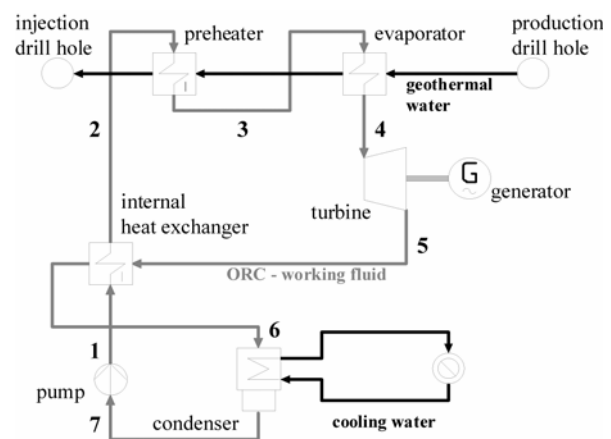 injection
drill hole
preheater
evaporator
production
drill hole
geothermal
water
2
3
4
G
generator
turbine
internal
heat exchanger
5
ORC - working fluid
6
1
pump
7
condenser
cooling water